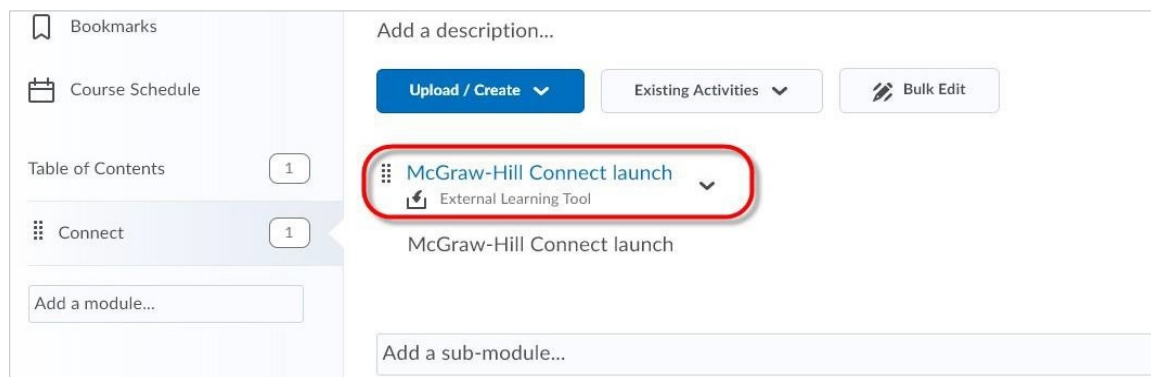 Bookmarks
Course Schedule
Table of Contents 1
Connect 1
Add a module...
Add a description...
Upload / Create Existing Activities Bulk Edit
McGraw-Hill Connect launch
External Learning Tool
McGraw-Hill Connect launch
Add a sub-module...